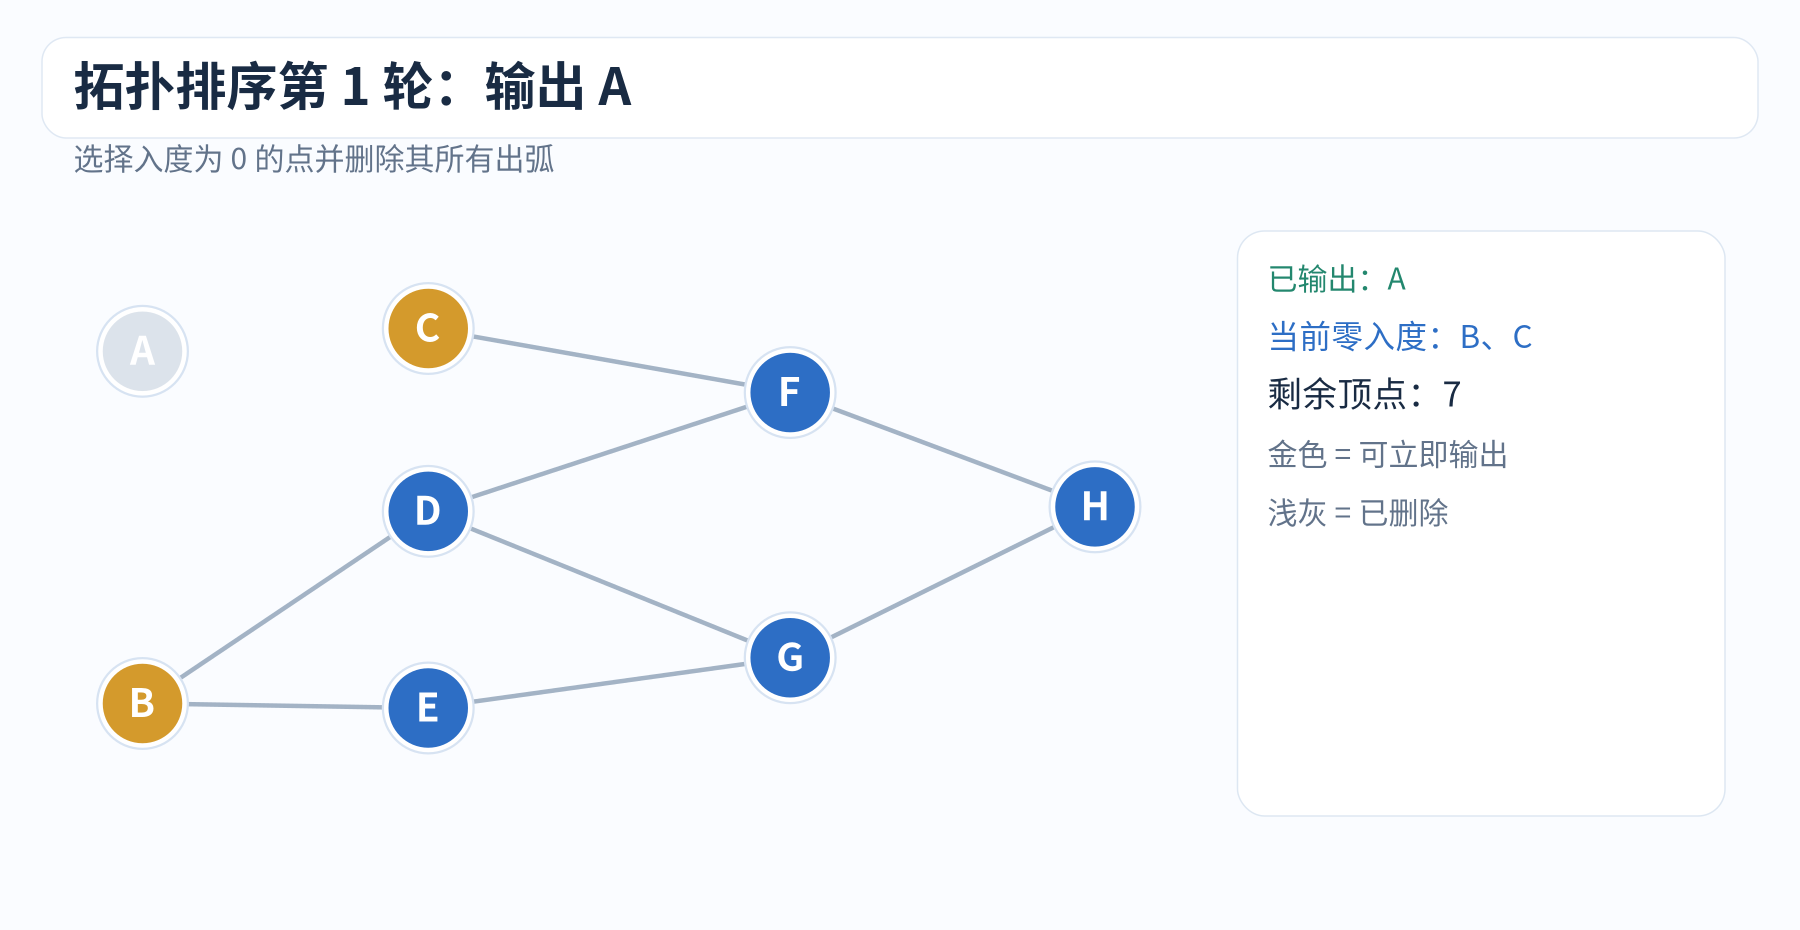 拓扑排序第 1 轮：输出 A
选择入度为 0 的点并删除其所有出弧
已输出：A
当前零入度：B、C
剩余顶点：7
金色 = 可立即输出
浅灰 = 已删除
A
C
F
D
H
G
B
E